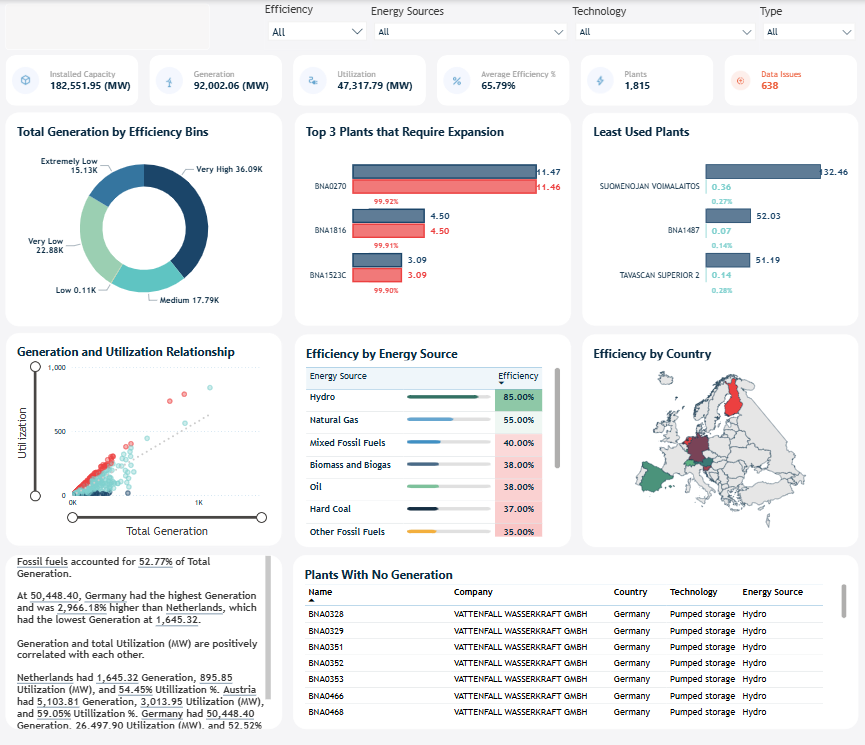 Efficiency
Energy Sources
Technology
Type
All
All
All
All
Installed Capacity
182,551.95 (MW)
Generation
92,002.06 (MW)
Utilization
47,317.79 (MW)
Average Efficiency %
65.79%
Plants
1,815
Data Issues
638
Total Generation by Efficiency Bins
Extremely Low
15.13K
Very High 36.09K
Very Low
22.88K
Low 0.11K
Medium 17.79K
Top 3 Plants that Require Expansion
BNA0270
11.47
11.46
99.92%
BNA1816
4.50
4.50
99.91%
BNA1523C
3.09
3.09
99.90%
Least Used Plants
SUOMENOJAN VOIMALAITOS
132.46
0.36
0.27%
BNA1487
52.03
0.07
0.14%
TAVASCAN SUPERIOR 2
51.19
0.14
0.28%
Generation and Utilization Relationship
Utilization
1,000
500
0
0K
1K
Total Generation
Efficiency by Energy Source
Energy Source Efficiency
Hydro 85.00%
Natural Gas 55.00%
Mixed Fossil Fuels 40.00%
Biomass and Biogas 38.00%
Oil 38.00%
Hard Coal 37.00%
Other Fossil Fuels 35.00%
Efficiency by Country
Fossil fuels accounted for 52.77% of Total
Generation.
At 50,448.40, Germany had the highest Generation
and was 2,966.18% higher than Netherlands, which
had the lowest Generation at 1,645.32.
Generation and total Utilization (MW) are positively
correlated with each other.
Netherlands had 1,645.32 Generation, 895.85
Utilization (MW), and 54.45% Utillization %. Austria
had 5,103.81 Generation, 3,013.95 Utilization (MW),
and 59.05% Utillization %. Germany had 50,448.40
Generation, 26,497.90 Utilization (MW), and 52.52%
Plants With No Generation
Name Company Country Technology Energy Source
BNA0328 VATTENFALL WASSERKRAFT GMBH Germany Pumped storage Hydro
BNA0329 VATTENFALL WASSERKRAFT GMBH Germany Pumped storage Hydro
BNA0351 VATTENFALL WASSERKRAFT GMBH Germany Pumped storage Hydro
BNA0352 VATTENFALL WASSERKRAFT GMBH Germany Pumped storage Hydro
BNA0353 VATTENFALL WASSERKRAFT GMBH Germany Pumped storage Hydro
BNA0466 VATTENFALL WASSERKRAFT GMBH Germany Pumped storage Hydro
BNA0468 VATTENFALL WASSERKRAFT GMBH Germany Pumped storage Hydro